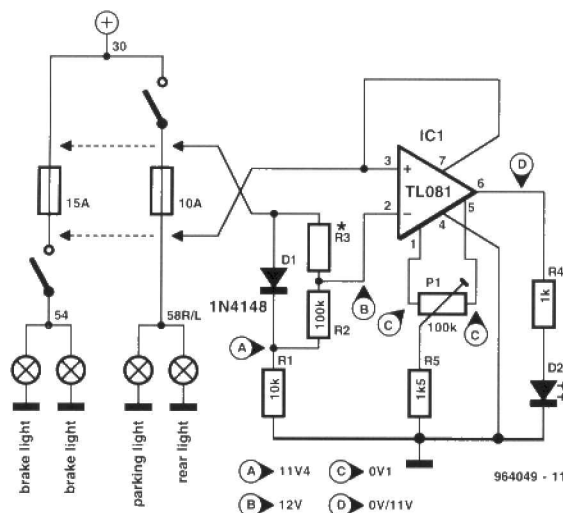 +
30
15A
10A
54
58R/L
brake light
brake light
parking light
rear light
1N4148
D1
R3
*
100k
R2
A
R1
10k
B
IC1
TL081
3
+
2
−
7
6
5
4
1
D
C
P1
100k
C
R5
1k5
R4
1k
D2
A 11V4
C 0V1
B 12V
D 0V/11V
964049 - 11